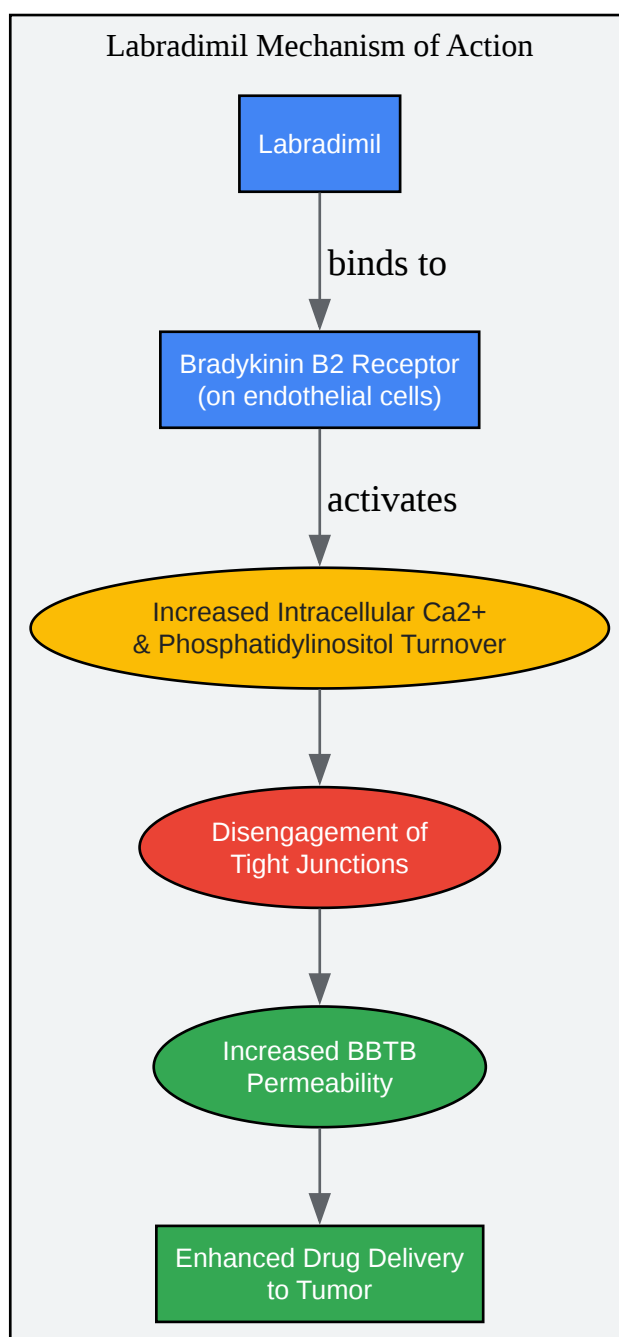 Labradimil Mechanism of Action
Labradimil
binds to
Bradykinin B2 Receptor
(on endothelial cells)
activates
Increased Intracellular Ca2+
& Phosphatidylinositol Turnover
Disengagement of
Tight Junctions
Increased BBTB
Permeability
Enhanced Drug Delivery
to Tumor